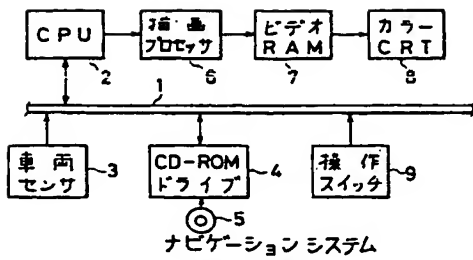 CPU
2
描画
プロセッサ
6
ビデオ
RAM
7
カラー
CRT
8
1
車両
センサ
3
CD-ROM
ドライブ
4
操作
スイッチ
9
5
ナビゲーションシステム